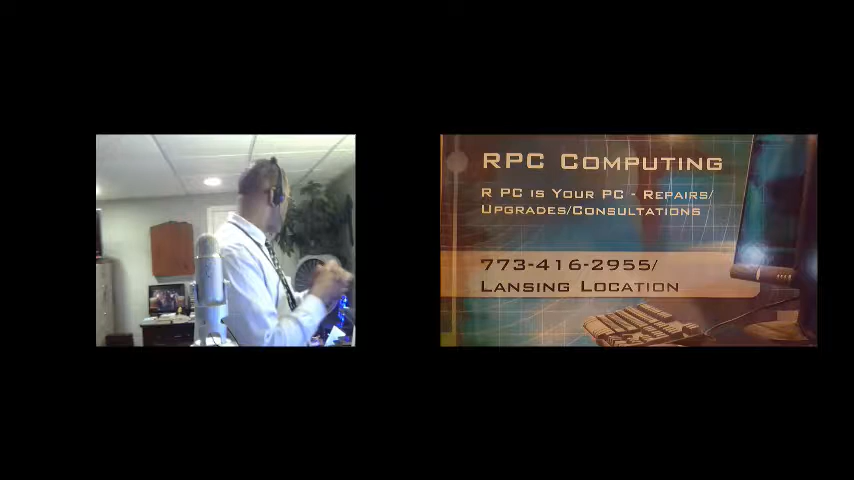 RPC Computing
R PC is Your PC - Repairs/
Upgrades/Consultations
773-416-2955/
Lansing Location